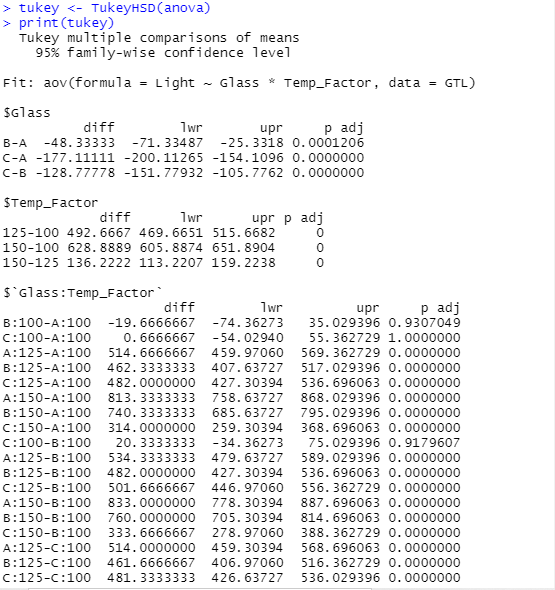 > tukey <- TukeyHSD(anova)
> print(tukey)
  Tukey multiple comparisons of means
    95% family-wise confidence level

Fit: aov(formula = Light ~ Glass * Temp_Factor, data = GTL)

$Glass
          diff        lwr       upr     p adj
B-A  -48.33333  -71.33487  -25.3318 0.0001206
C-A -177.11111 -200.11265 -154.1096 0.0000000
C-B -128.77778 -151.77932 -105.7762 0.0000000

$Temp_Factor
            diff      lwr      upr p adj
125-100 492.6667 469.6651 515.6682     0
150-100 628.8889 605.8874 651.8904     0
150-125 136.2222 113.2207 159.2238     0

$`Glass:Temp_Factor`
                   diff        lwr        upr     p adj
B:100-A:100 -19.6666667 -74.36273 35.029396 0.9307049
C:100-A:100 0.6666667 -54.02940 55.362729 1.0000000
A:125-A:100 514.6666667 459.97060 569.362729 0.0000000
B:125-A:100 462.3333333 407.63727 517.029396 0.0000000
C:125-A:100 482.0000000 427.30394 536.696063 0.0000000
A:150-A:100 813.3333333 758.63727 868.029396 0.0000000
B:150-A:100 740.3333333 685.63727 795.029396 0.0000000
C:150-A:100 314.0000000 259.30394 368.696063 0.0000000
C:100-B:100 20.3333333 -34.36273 75.029396 0.9179607
A:125-B:100 534.3333333 479.63727 589.029396 0.0000000
B:125-B:100 482.0000000 427.30394 536.696063 0.0000000
C:125-B:100 501.6666667 446.97060 556.362729 0.0000000
A:150-B:100 833.0000000 778.30394 887.696063 0.0000000
B:150-B:100 760.0000000 705.30394 814.696063 0.0000000
C:150-B:100 333.6666667 278.97060 388.362729 0.0000000
A:125-C:100 514.0000000 459.30394 568.696063 0.0000000
B:125-C:100 461.6666667 406.97060 516.362729 0.0000000
C:125-C:100 481.3333333 426.63727 536.029396 0.0000000